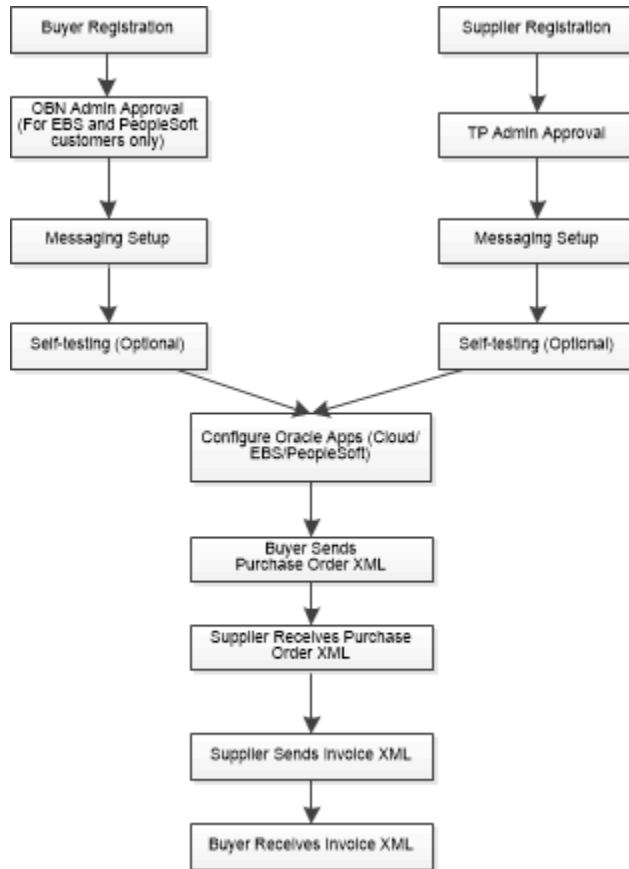 Buyer Registration
Supplier Registration
OBN Admin Approval
(For EBS and PeopleSoft
customers only)
TP Admin Approval
Messaging Setup
Messaging Setup
Self-testing (Optional)
Self-testing (Optional)
Configure Oracle Apps (Cloud/
EBS/PeopleSoft)
Buyer Sends
Purchase Order XML
Supplier Receives Purchase
Order XML
Supplier Sends Invoice XML
Buyer Receives Invoice XML